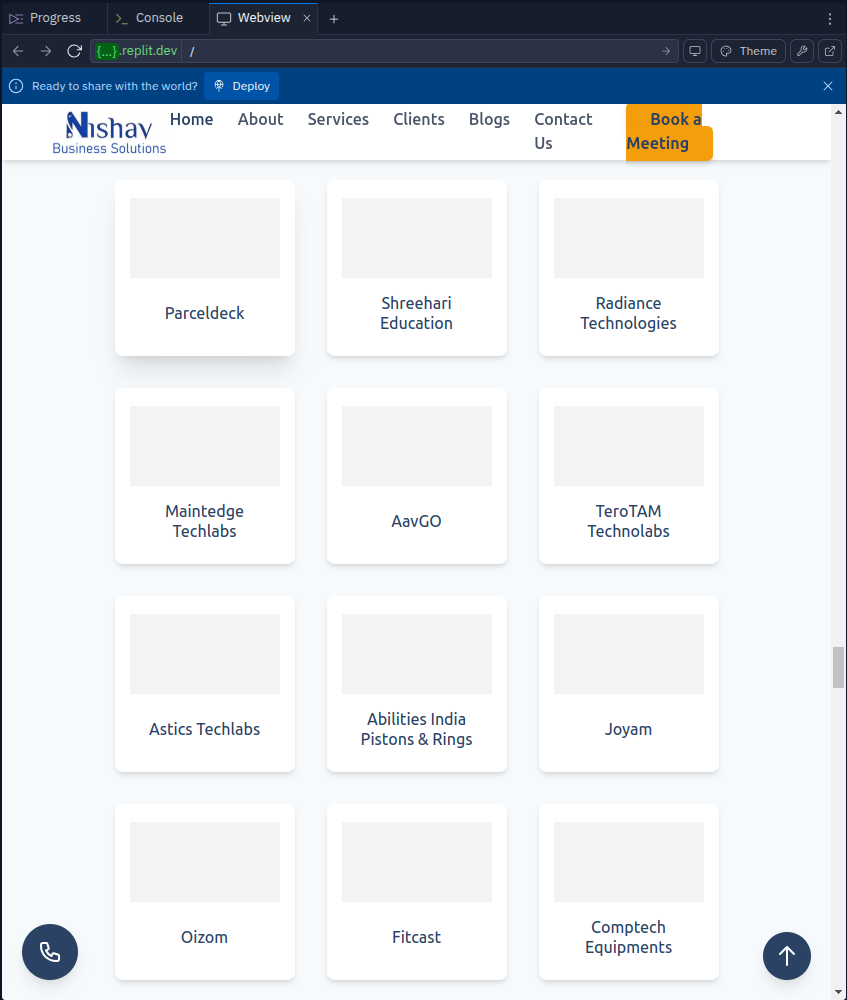 Progress
Console
Webview
{...}.replit.dev /
Theme
Ready to share with the world?
Deploy
Nishav
Business Solutions
Home
About
Services
Clients
Blogs
Contact
Us
Book a
Meeting
Parceldeck
Shreehari
Education
Radiance
Technologies
Maintedge
Techlabs
AavGO
TeroTAM
Technolabs
Astics Techlabs
Abilities India
Pistons & Rings
Joyam
Oizom
Fitcast
Comptech
Equipments